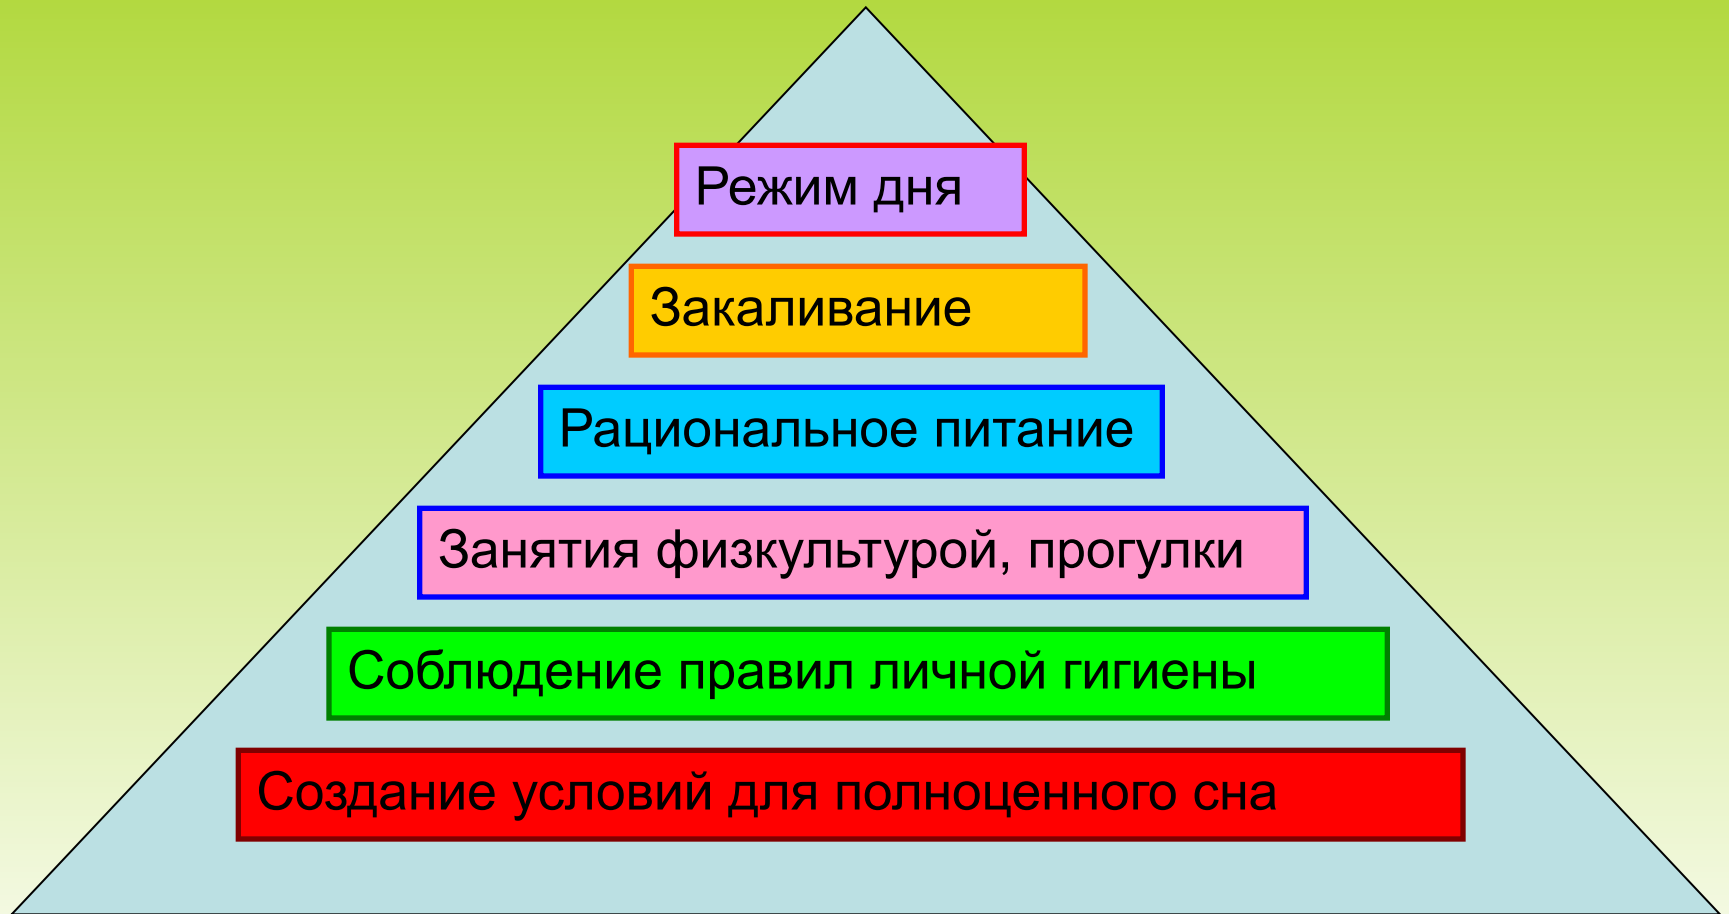 Режим дня
Закаливание
Рациональное питание
Занятия физкультурой, прогулки
Соблюдение правил личной гигиены
Создание условий для полноценного сна